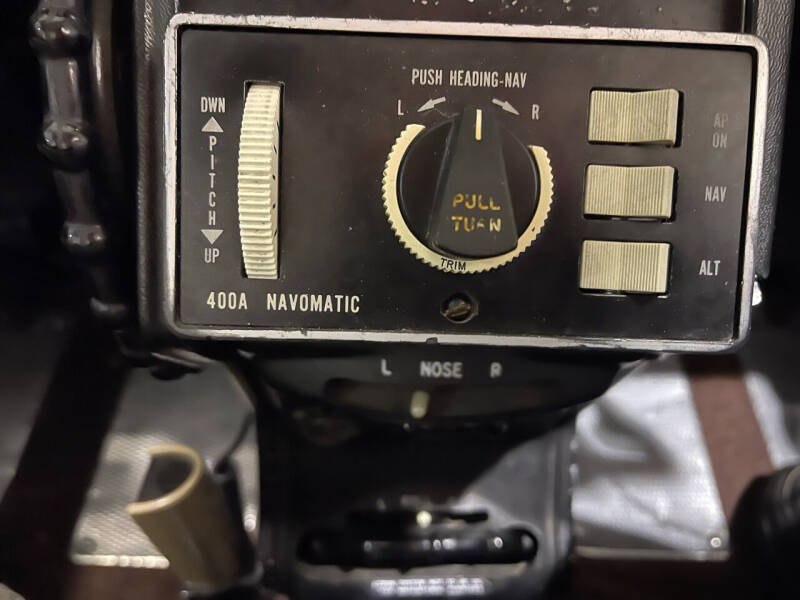 PUSH HEADING-NAV
L R
DWN
PITCH
UP
PULL
TURN
TRIM
AP
ON
NAV
ALT
400A NAVOMATIC
L NOSE R